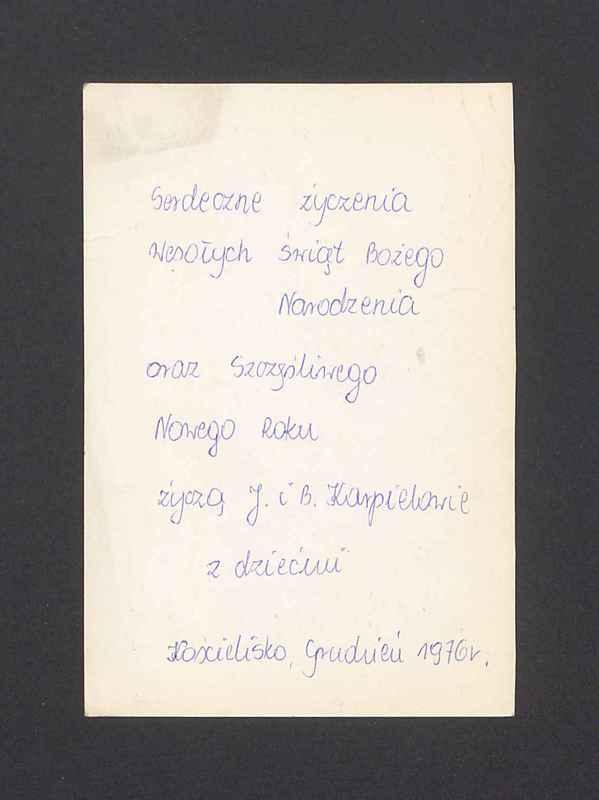 Serdeczne życzenia
Wesołych świąt Bożego
Narodzenia
oraz Szczęśliwego
Nowego Roku
życzą J. i B. Karpielowie
z dziećmi
Kościelisko, Grudzień 1976r.